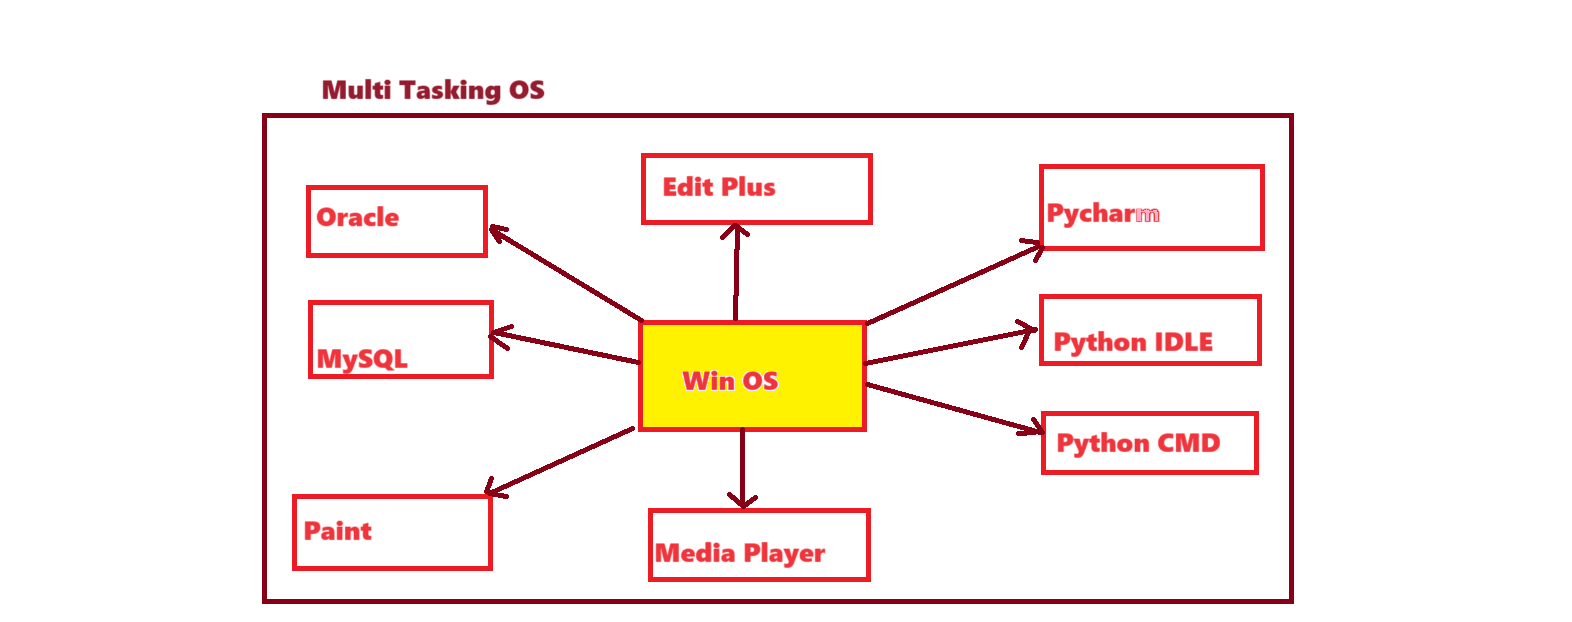 Multi Tasking OS
Edit Plus
Oracle
Pycharm
MySQL
Python IDLE
Win OS
Python CMD
Paint
Media Player